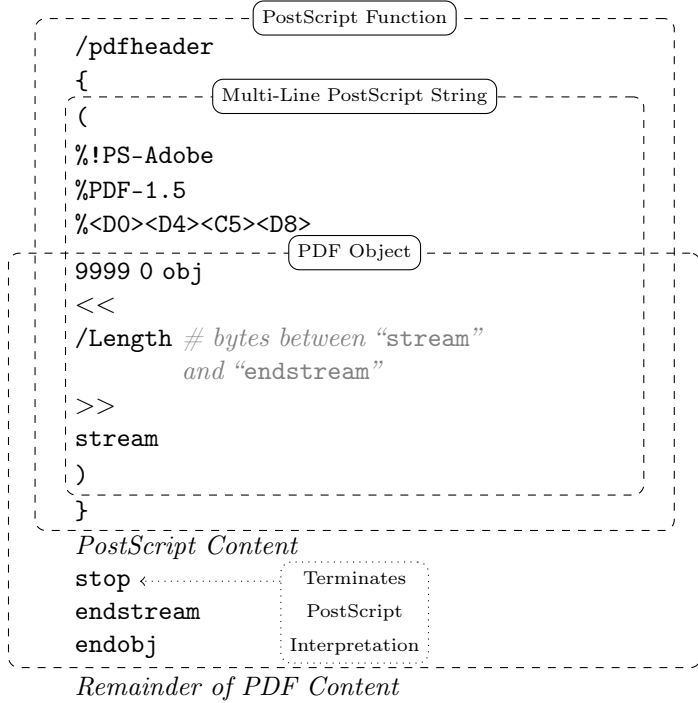 PostScript Function
/pdfheader
{
Multi-Line PostScript String
(
%!PS-Adobe
%PDF-1.5
%<D0><D4><C5><D8>
PDF Object
9999 0 obj
<<
/Length # bytes between “stream”
and “endstream”
>>
stream
)
}
PostScript Content
stop Terminates
endstream PostScript
endobj Interpretation
Remainder of PDF Content